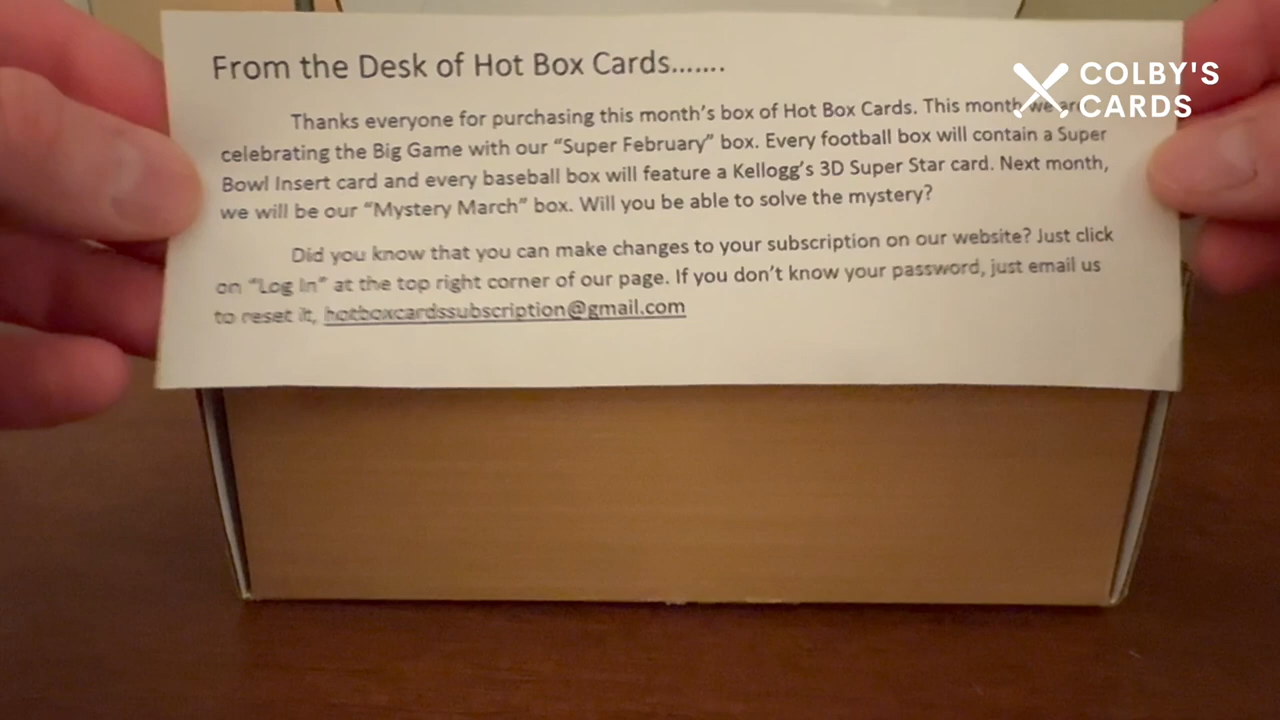 From the Desk of Hot Box Cards.......
COLBY'S
CARDS
Thanks everyone for purchasing this month's box of Hot Box Cards. This month we are
celebrating the Big Game with our "Super February" box. Every football box will contain a Super
Bowl Insert card and every baseball box will feature a Kellogg's 3D Super Star card. Next month,
we will be our "Mystery March" box. Will you be able to solve the mystery?
Did you know that you can make changes to your subscription on our website? Just click
on "Log In" at the top right corner of our page. If you don't know your password, just email us
to reset it, hotboxcardssubscription@gmail.com